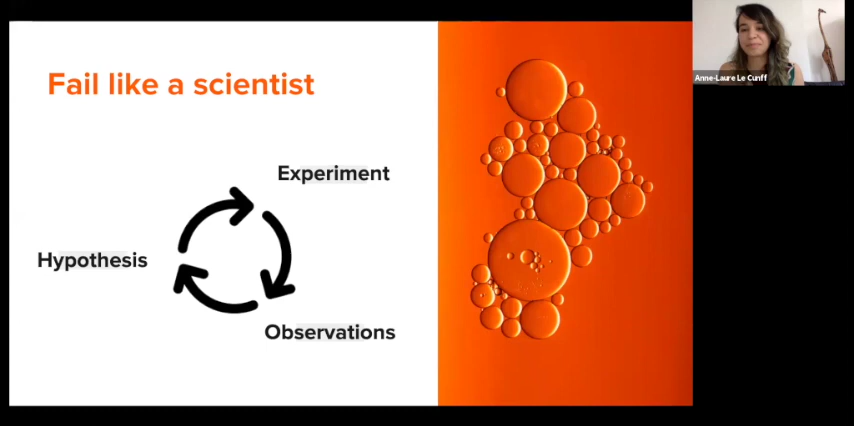 Fail like a scientist
Experiment
Hypothesis
Observations
Anne-Laure Le Cunff